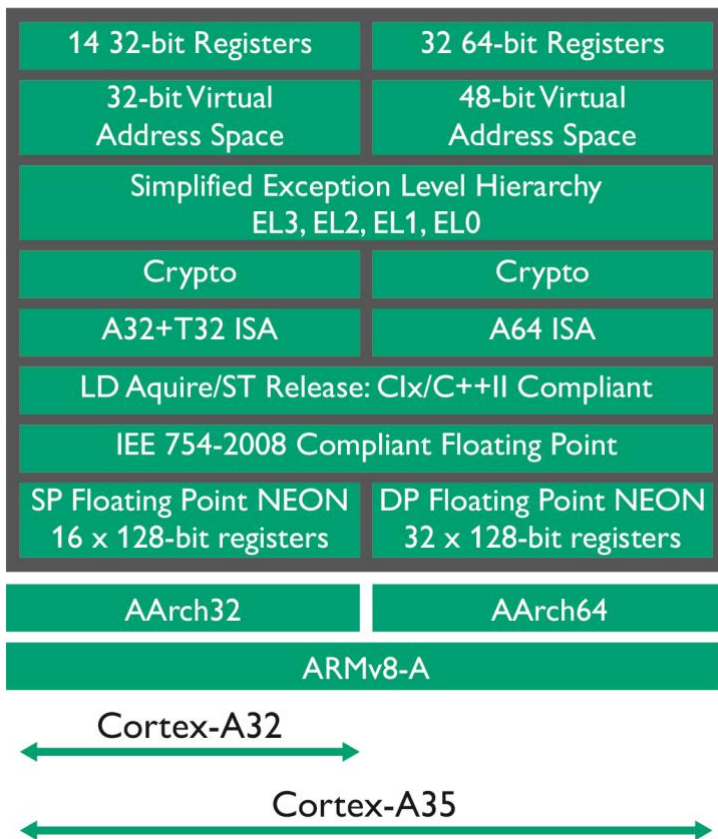 14 32-bit Registers
32 64-bit Registers
32-bit Virtual
Address Space
48-bit Virtual
Address Space
Simplified Exception Level Hierarchy
EL3, EL2, EL1, EL0
Crypto
Crypto
A32+T32 ISA
A64 ISA
LD Aquire/ST Release: CIx/C++II Compliant
IEE 754-2008 Compliant Floating Point
SP Floating Point NEON
16 x 128-bit registers
DP Floating Point NEON
32 x 128-bit registers
AArch32
AArch64
ARMv8-A
Cortex-A32
Cortex-A35